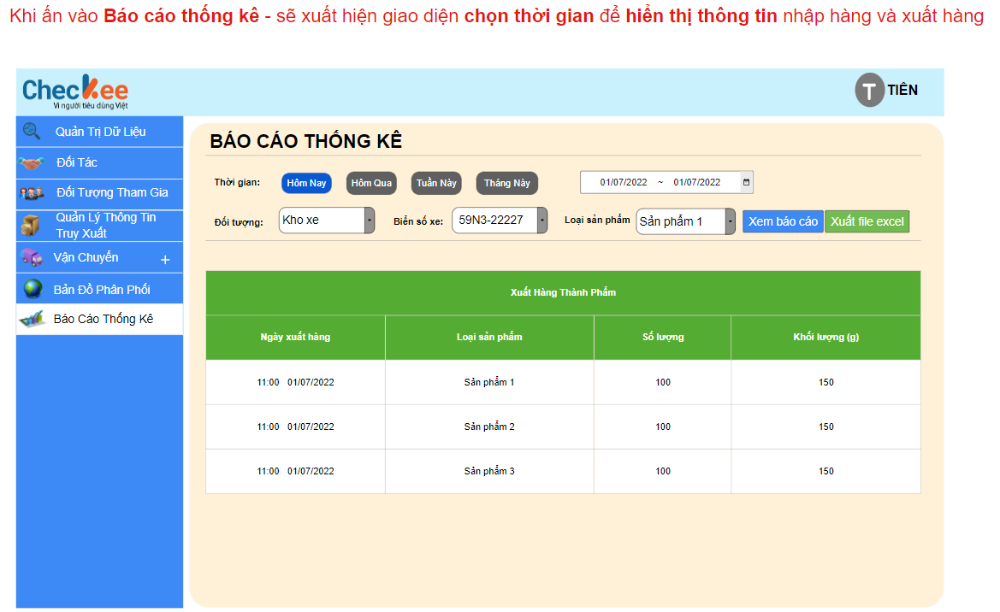 Khi ấn vào Báo cáo thống kê - sẽ xuất hiện giao diện chọn thời gian để hiển thị thông tin nhập hàng và xuất hàng
Checkee
Vì người tiêu dùng Việt
T TIÊN
Quản Trị Dữ Liệu
Đối Tác
Đối Tượng Tham Gia
Quản Lý Thông Tin
Truy Xuất
Vận Chuyển +
Bản Đồ Phân Phối
Báo Cáo Thống Kê
BÁO CÁO THỐNG KÊ
Thời gian: Hôm Nay Hôm Qua Tuần Này Tháng Này 01/07/2022 ~ 01/07/2022
Đối tượng: Kho xe Biển số xe: 59N3-22227 Loại sản phẩm Sản phẩm 1 Xem báo cáo Xuất file excel
Xuất Hàng Thành Phẩm
Ngày xuất hàng Loại sản phẩm Số lượng Khối lượng (g)
11:00 01/07/2022 Sản phẩm 1 100 150
11:00 01/07/2022 Sản phẩm 2 100 150
11:00 01/07/2022 Sản phẩm 3 100 150